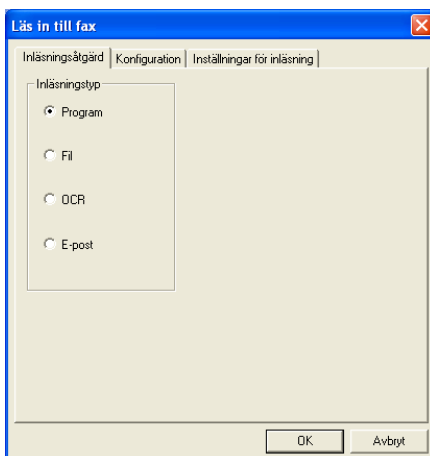 Läs in till fax
Inläsningsåtgärd Konfiguration Inställningar för inläsning
Inläsningstyp
Program
Fil
OCR
E-post
OK Avbryt